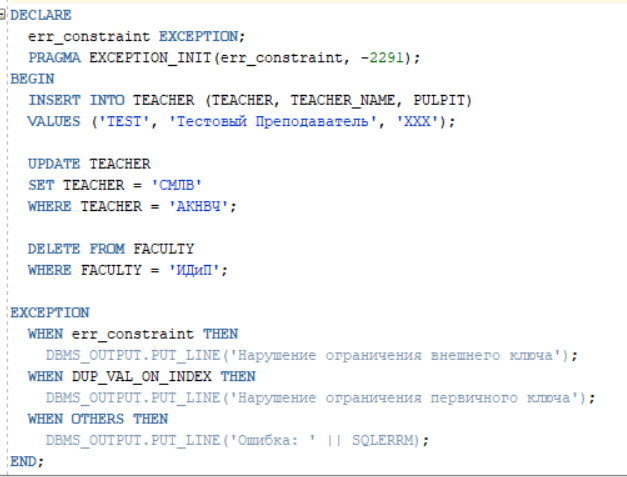 DECLARE
err_constraint EXCEPTION;
PRAGMA EXCEPTION_INIT(err_constraint, -2291);
BEGIN
INSERT INTO TEACHER (TEACHER, TEACHER_NAME, PULPIT)
VALUES ('TEST', 'Тестовый Преподаватель', 'XXX');
UPDATE TEACHER
SET TEACHER = 'СМЛВ'
WHERE TEACHER = 'АКНВЧ';
DELETE FROM FACULTY
WHERE FACULTY = 'ИДиП';
EXCEPTION
WHEN err_constraint THEN
DBMS_OUTPUT.PUT_LINE('Нарушение ограничения внешнего ключа');
WHEN DUP_VAL_ON_INDEX THEN
DBMS_OUTPUT.PUT_LINE('Нарушение ограничения первичного ключа');
WHEN OTHERS THEN
DBMS_OUTPUT.PUT_LINE('Ошибка: ' || SQLERRM);
END;